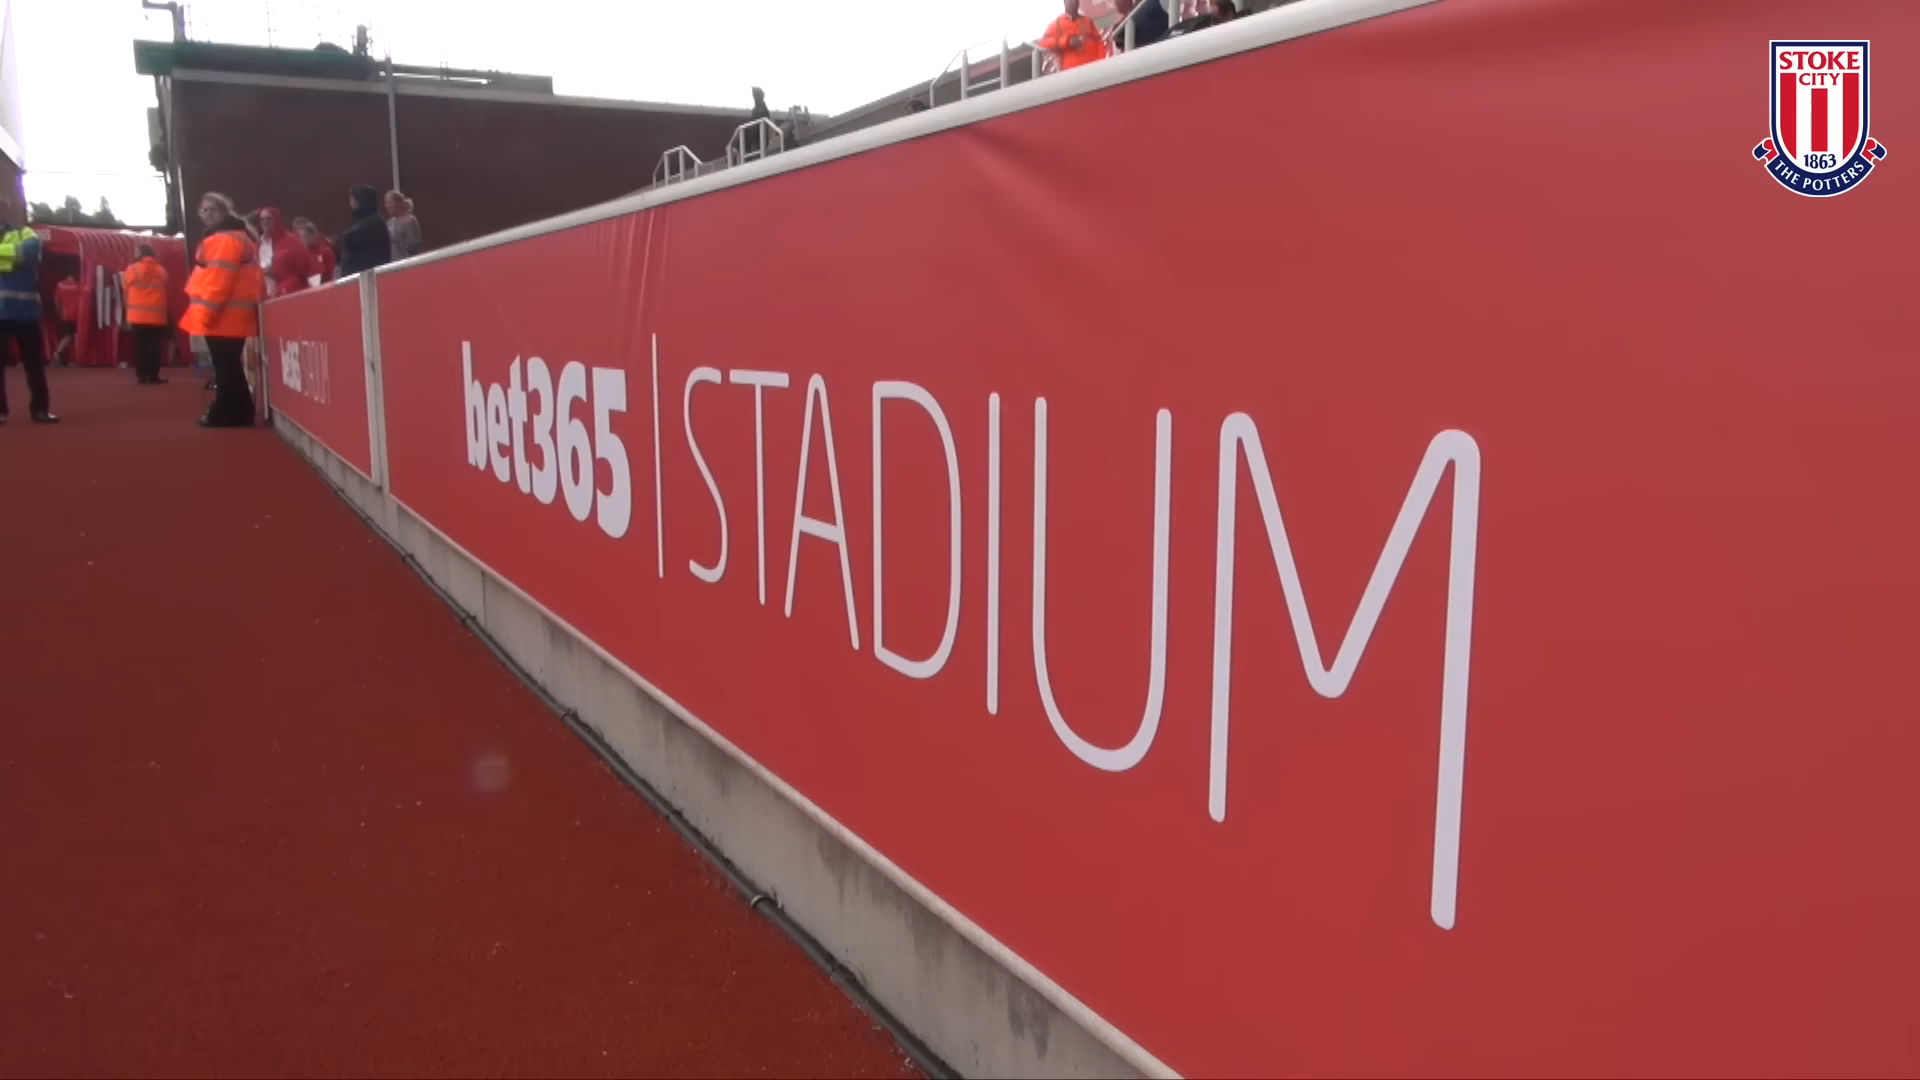 STOKE
CITY
1863
THE POTTERS
bet365 | STADIUM
bet365 STADIUM